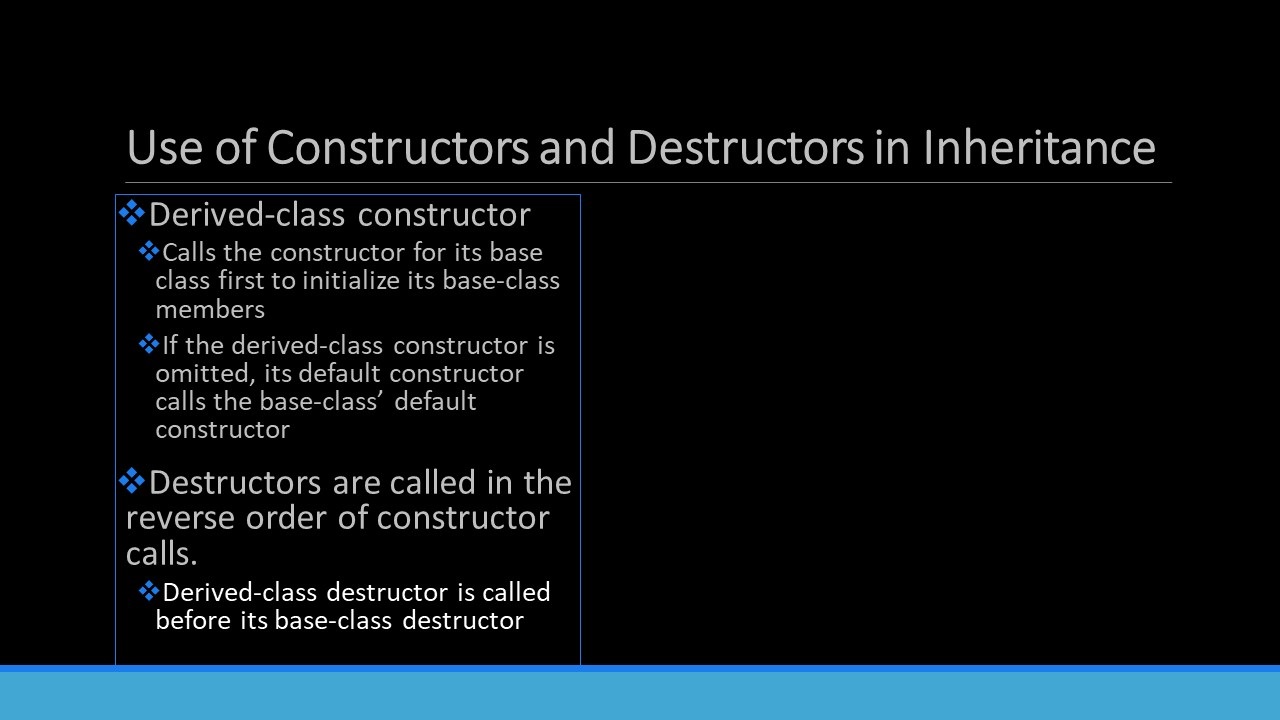 Use of Constructors and Destructors in Inheritance
❖Derived-class constructor
❖Calls the constructor for its base
class first to initialize its base-class
members
❖If the derived-class constructor is
omitted, its default constructor
calls the base-class’ default
constructor
❖Destructors are called in the
reverse order of constructor
calls.
❖Derived-class destructor is called
before its base-class destructor